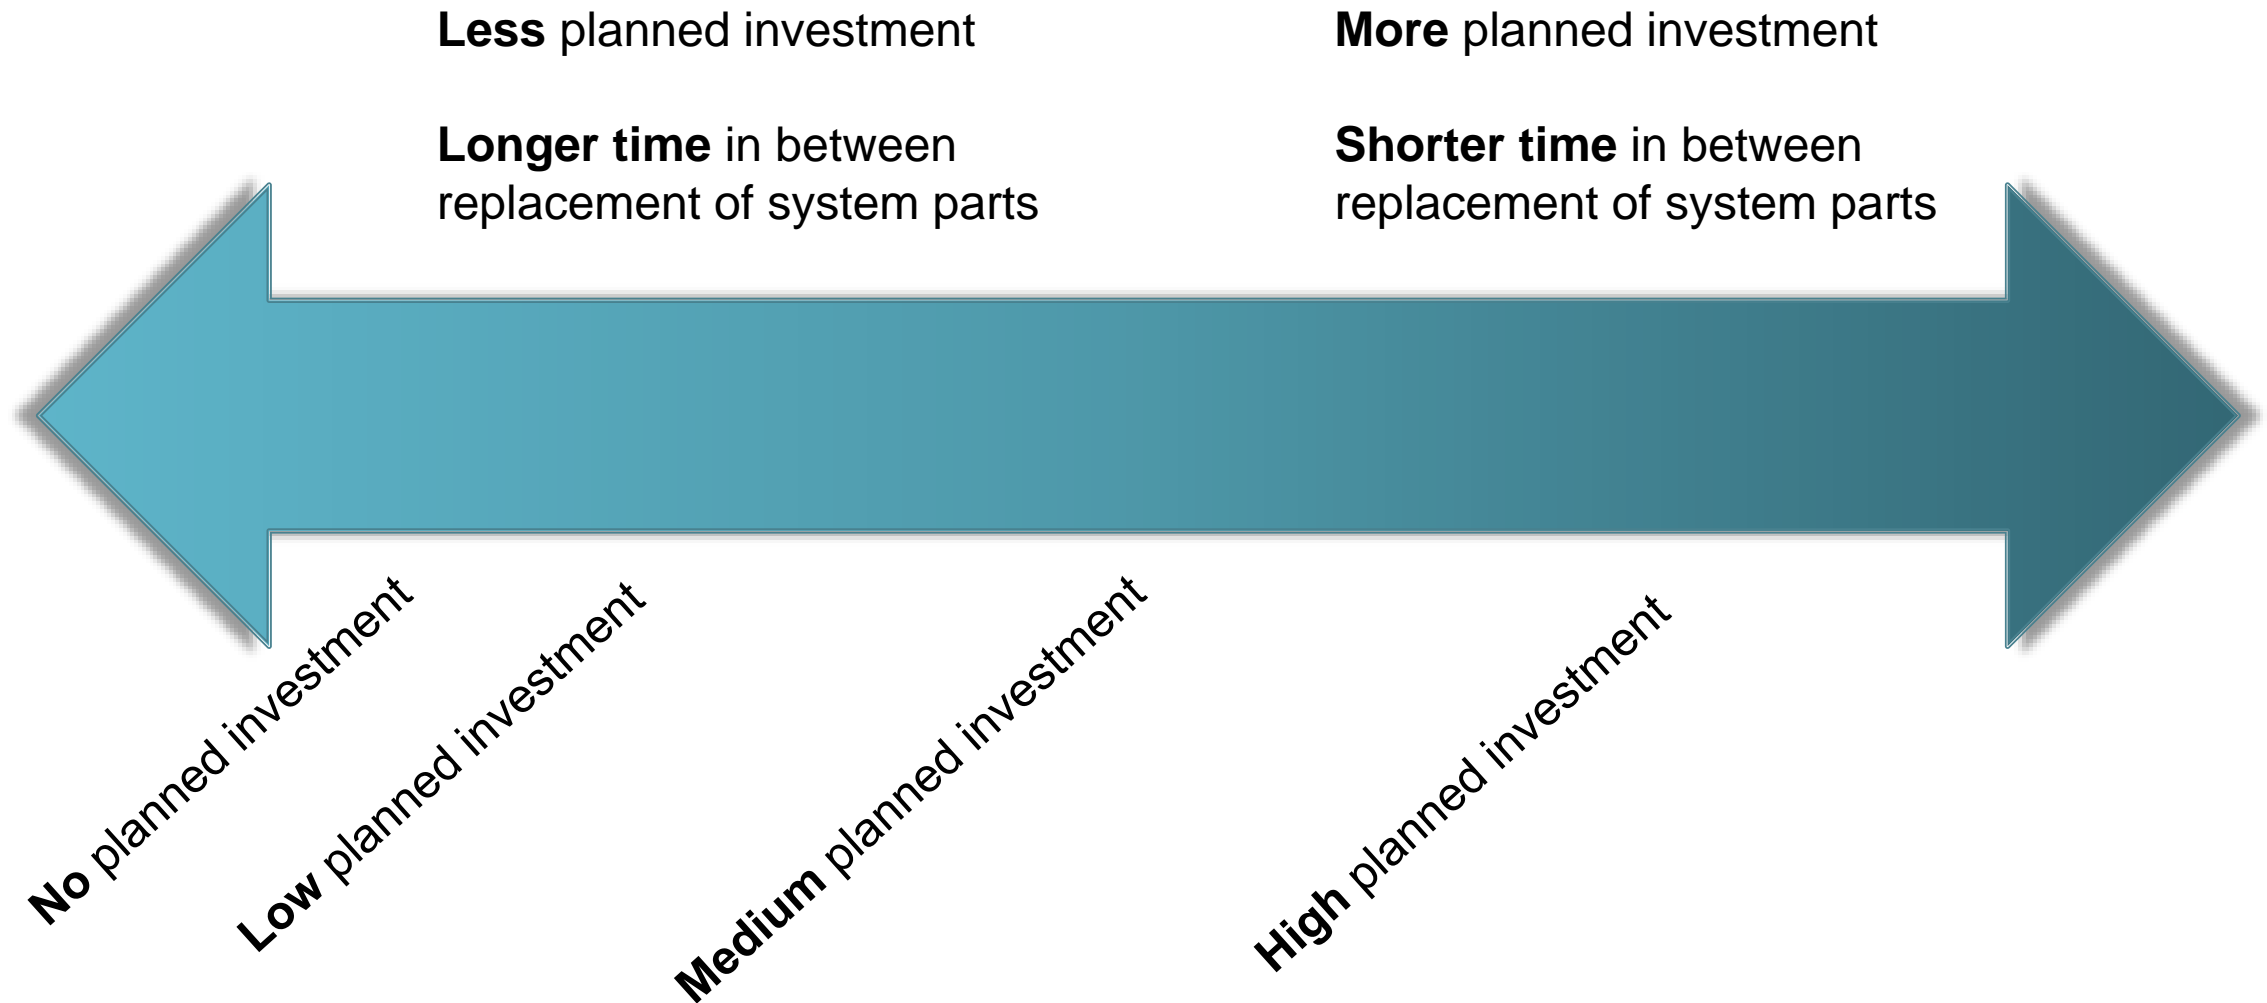 Less planned investment
Longer time in between
replacement of system parts
More planned investment
Shorter time in between
replacement of system parts
No planned investment
Low planned investment
Medium planned investment
High planned investment